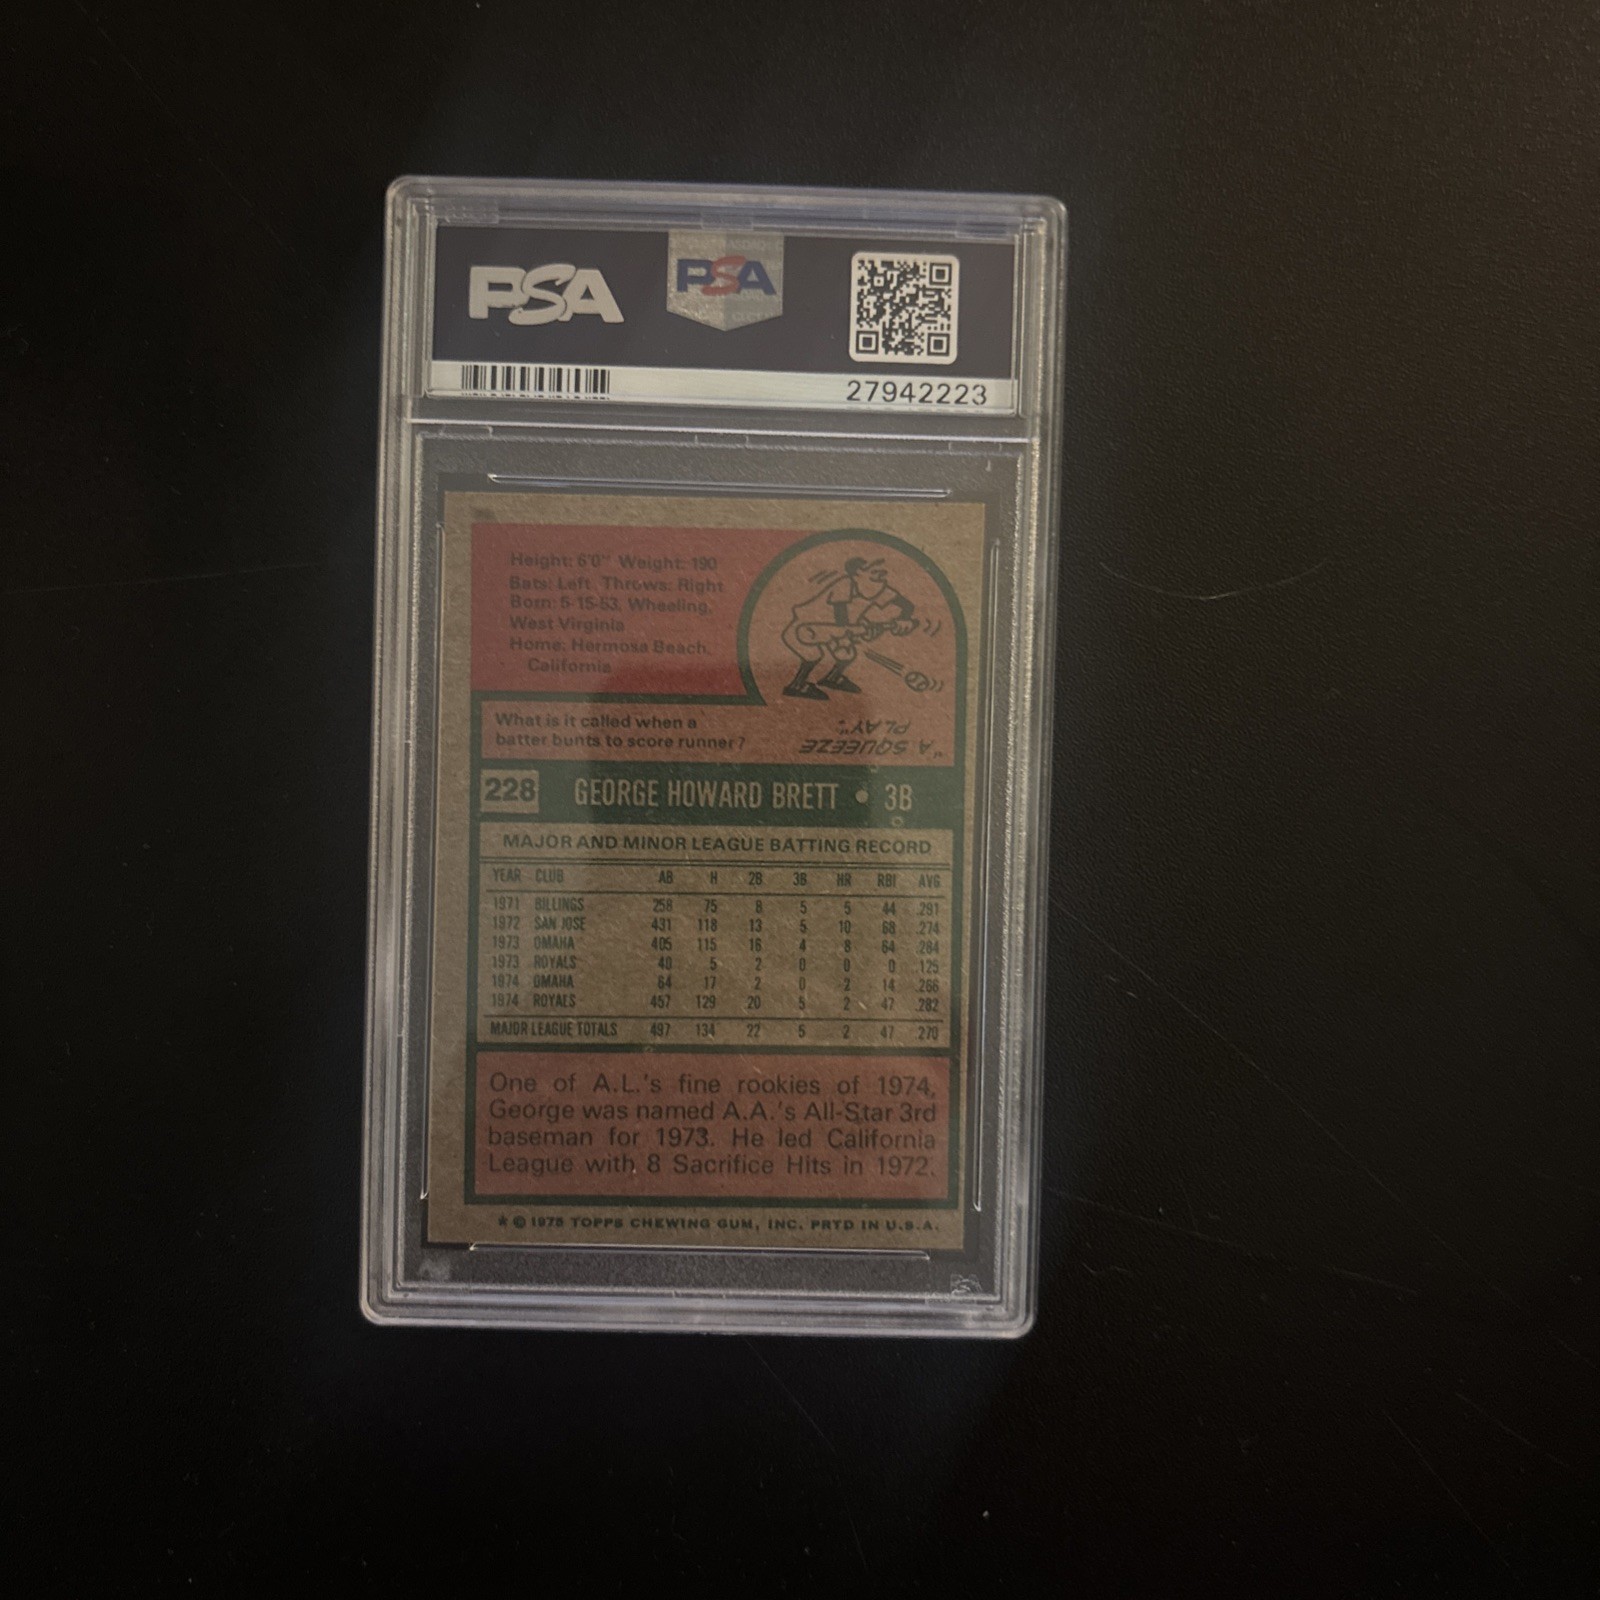 PSA
PSA
27942223
Height: 6'0" Weight: 190
Bats: Left. Throws: Right
Born: 5-15-53, Wheeling,
West Virginia
Home: Hermosa Beach,
California
What is it called when a
batter bunts to score runner?
"A SQUEEZE
PLAY".
228 GEORGE HOWARD BRETT • 3B
MAJOR AND MINOR LEAGUE BATTING RECORD
YEAR CLUB AB H 2B 3B HR RBI AVG
1971 BILLINGS 258 75 8 5 5 44 .291
1972 SAN JOSE 431 118 13 5 10 68 .274
1973 OMAHA 405 115 16 4 8 64 .284
1973 ROYALS 40 5 2 0 0 0 .125
1974 OMAHA 64 17 2 0 2 14 .266
1974 ROYALS 457 129 20 5 2 47 .282
MAJOR LEAGUE TOTALS 497 134 22 5 2 47 .270
One of A.L.'s fine rookies of 1974,
George was named A.A.'s All-Star 3rd
baseman for 1973. He led California
League with 8 Sacrifice Hits in 1972.
★ © 1975 TOPPS CHEWING GUM, INC. PRTD IN U.S.A.